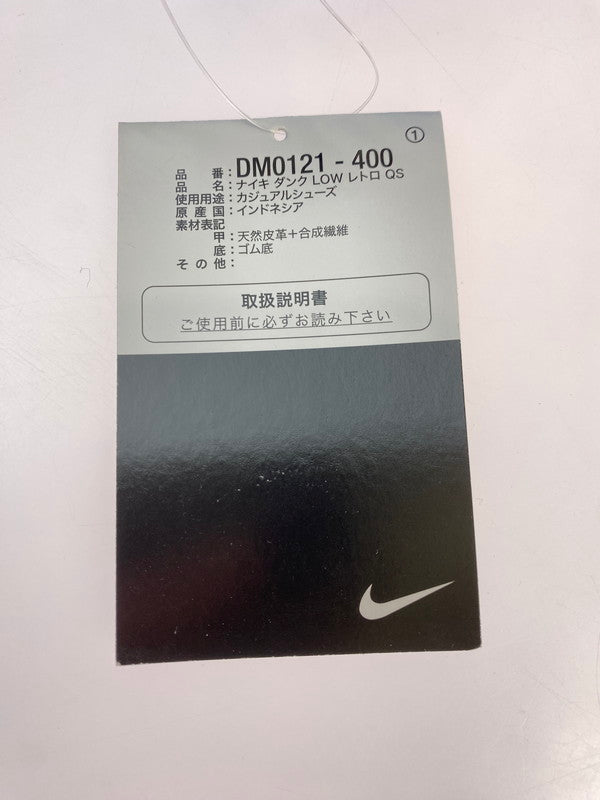 ①
品 番：DM0121 - 400
品 名：ナイキ ダンク LOW レトロ QS
使用用途：カジュアルシューズ
原 産 国：インドネシア
素材表記
甲：天然皮革＋合成繊維
底：ゴム底
そ の 他：
取扱説明書
ご使用前に必ずお読み下さい